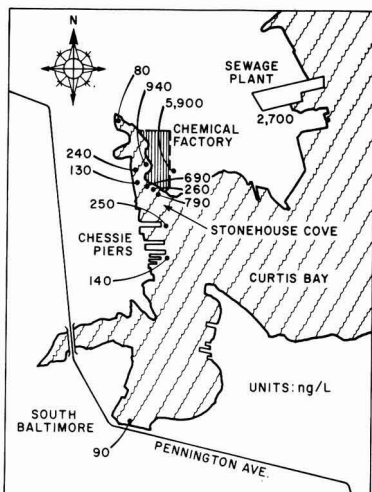 N
80
940
5,900
SEWAGE
PLANT
2,700
CHEMICAL
FACTORY
240
130
690
260
790
250
STONEHOUSE COVE
CHESSIE
PIERS
140
CURTIS BAY
UNITS: ng/L
SOUTH
BALTIMORE
90
PENNINGTON AVE.